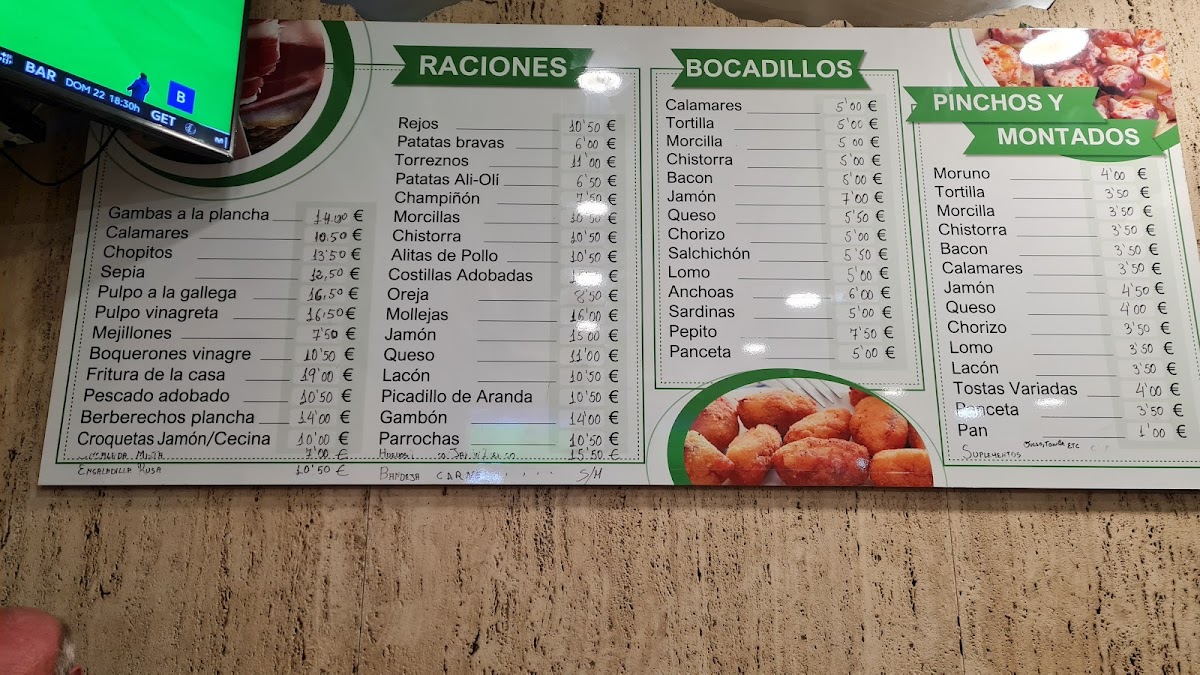 BAR
DOM 22 18:30h
GET
B
RACIONES
Gambas a la plancha 14,00 €
Calamares 10.50 €
Chopitos 13'50 €
Sepia 12,50 €
Pulpo a la gallega 16,50 €
Pulpo vinagreta 16,50 €
Mejillones 7'50 €
Boquerones vinagre 10'50 €
Fritura de la casa 19'00 €
Pescado adobado 10'50 €
Berberechos plancha 14'00 €
Croquetas Jamón/Cecina 10'00 €
Mixta 7'00 €
Ensaladilla Rusa 10'50 €
Rejos 10'50 €
Patatas bravas 6'00 €
Torreznos 11'00 €
Patatas Ali-Olí 6'50 €
Champiñón 7'50 €
Morcillas 10'50 €
Chistorra 10'50 €
Alitas de Pollo 10'50 €
Costillas Adobadas €
Oreja 8'50 €
Mollejas 16'00 €
Jamón 15'00 €
Queso 11'00 €
Lacón 10'50 €
Picadillo de Aranda 10'50 €
Gambón 14'00 €
Parrochas 10'50 €
15'50 €
Bandeja S/M
BOCADILLOS
Calamares 5'00 €
Tortilla 5'00 €
Morcilla 5'00 €
Chistorra 5'00 €
Bacon 5'00 €
Jamón 7'00 €
Queso 5'50 €
Chorizo 5'00 €
Salchichón 5'50 €
Lomo 5'00 €
Anchoas 6'00 €
Sardinas 5'00 €
Pepito 7'50 €
Panceta 5'00 €
PINCHOS Y
MONTADOS
Moruno 4'00 €
Tortilla 3'50 €
Morcilla 3'50 €
Chistorra 3'50 €
Bacon 3'50 €
Calamares 3'50 €
Jamón 4'50 €
Queso 4'00 €
Chorizo 3'50 €
Lomo 3'50 €
Lacón 3'50 €
Tostas Variadas 4'00 €
Panceta 3'50 €
Pan 1'00 €
Suplementos ETC